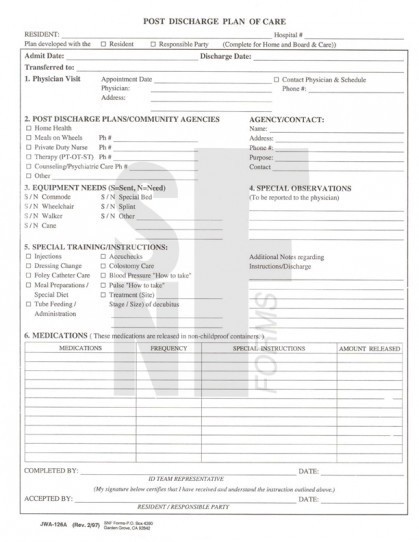 POST DISCHARGE PLAN OF CARE
RESIDENT: Hospital #
Plan developed with the ☐ Resident ☐ Responsible Party (Complete for Home and Board & Care))
Admit Date: Discharge Date:
Transferred to:
1. Physician Visit Appointment Date ☐ Contact Physician & Schedule
Physician: Phone #:
Address:
2. POST DISCHARGE PLANS/COMMUNITY AGENCIES AGENCY/CONTACT:
☐ Home Health Name:
☐ Meals on Wheels Ph # Address:
☐ Private Duty Nurse Ph # Phone #:
☐ Therapy (PT-OT-ST) Ph # Purpose:
☐ Counseling/Psychiatric Care Ph # Contact
☐ Other
3. EQUIPMENT NEEDS (S=Sent, N=Need) 4. SPECIAL OBSERVATIONS
S / N Commode S / N Special Bed (To be reported to the physician)
S / N Wheelchair S / N Splint
S / N Walker S / N Other
S / N Cane
5. SPECIAL TRAINING/INSTRUCTIONS:
☐ Injections ☐ Accuchecks Additional Notes regarding
☐ Dressing Change ☐ Colostomy Care Instructions/Discharge
☐ Foley Catheter Care ☐ Blood Pressure "How to take"
☐ Meal Preparations / ☐ Pulse "How to take"
Special Diet ☐ Treatment (Site)
☐ Tube Feeding / Stage / Size) of decubitus
Administration
SNF FORMS
6. MEDICATIONS ( These medications are released in non-childproof containers. )
MEDICATIONS FREQUENCY SPECIAL INSTRUCTIONS AMOUNT RELEASED
COMPLETED BY: DATE:
ID TEAM REPRESENTATIVE
(My signature below certifies that I have received and understand the instruction outlined above.)
ACCEPTED BY: DATE:
RESIDENT / RESPONSIBLE PARTY
JWA-126A (Rev. 2/07) SNF Forms-P.O. Box 4280
Garden Grove, CA 92842